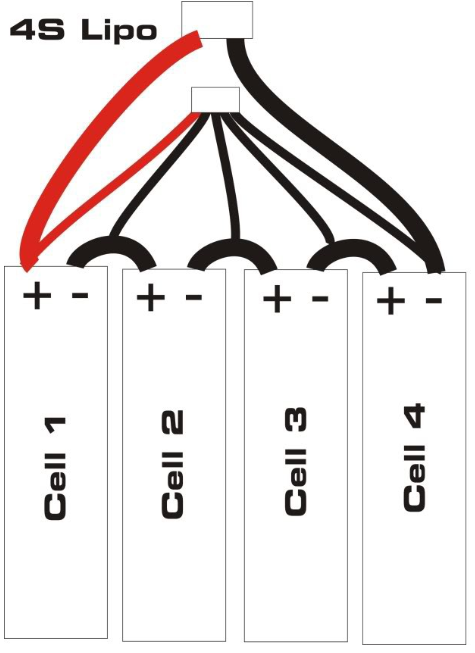 4S Lipo
+ - + - + - + -
Cell 1
Cell 2
Cell 3
Cell 4